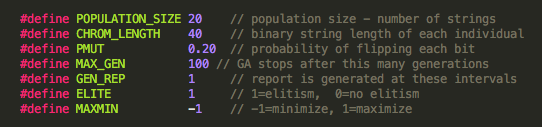 #define POPULATION_SIZE 20   // population size - number of strings
#define CHROM_LENGTH    40   // binary string length of each individual
#define PMUT            0.20  // probability of flipping each bit
#define MAX_GEN         100 // GA stops after this many generations
#define GEN_REP         1    // report is generated at these intervals
#define ELITE           1    // 1=elitism,  0=no elitism
#define MAXMIN          -1    // -1=minimize, 1=maximize